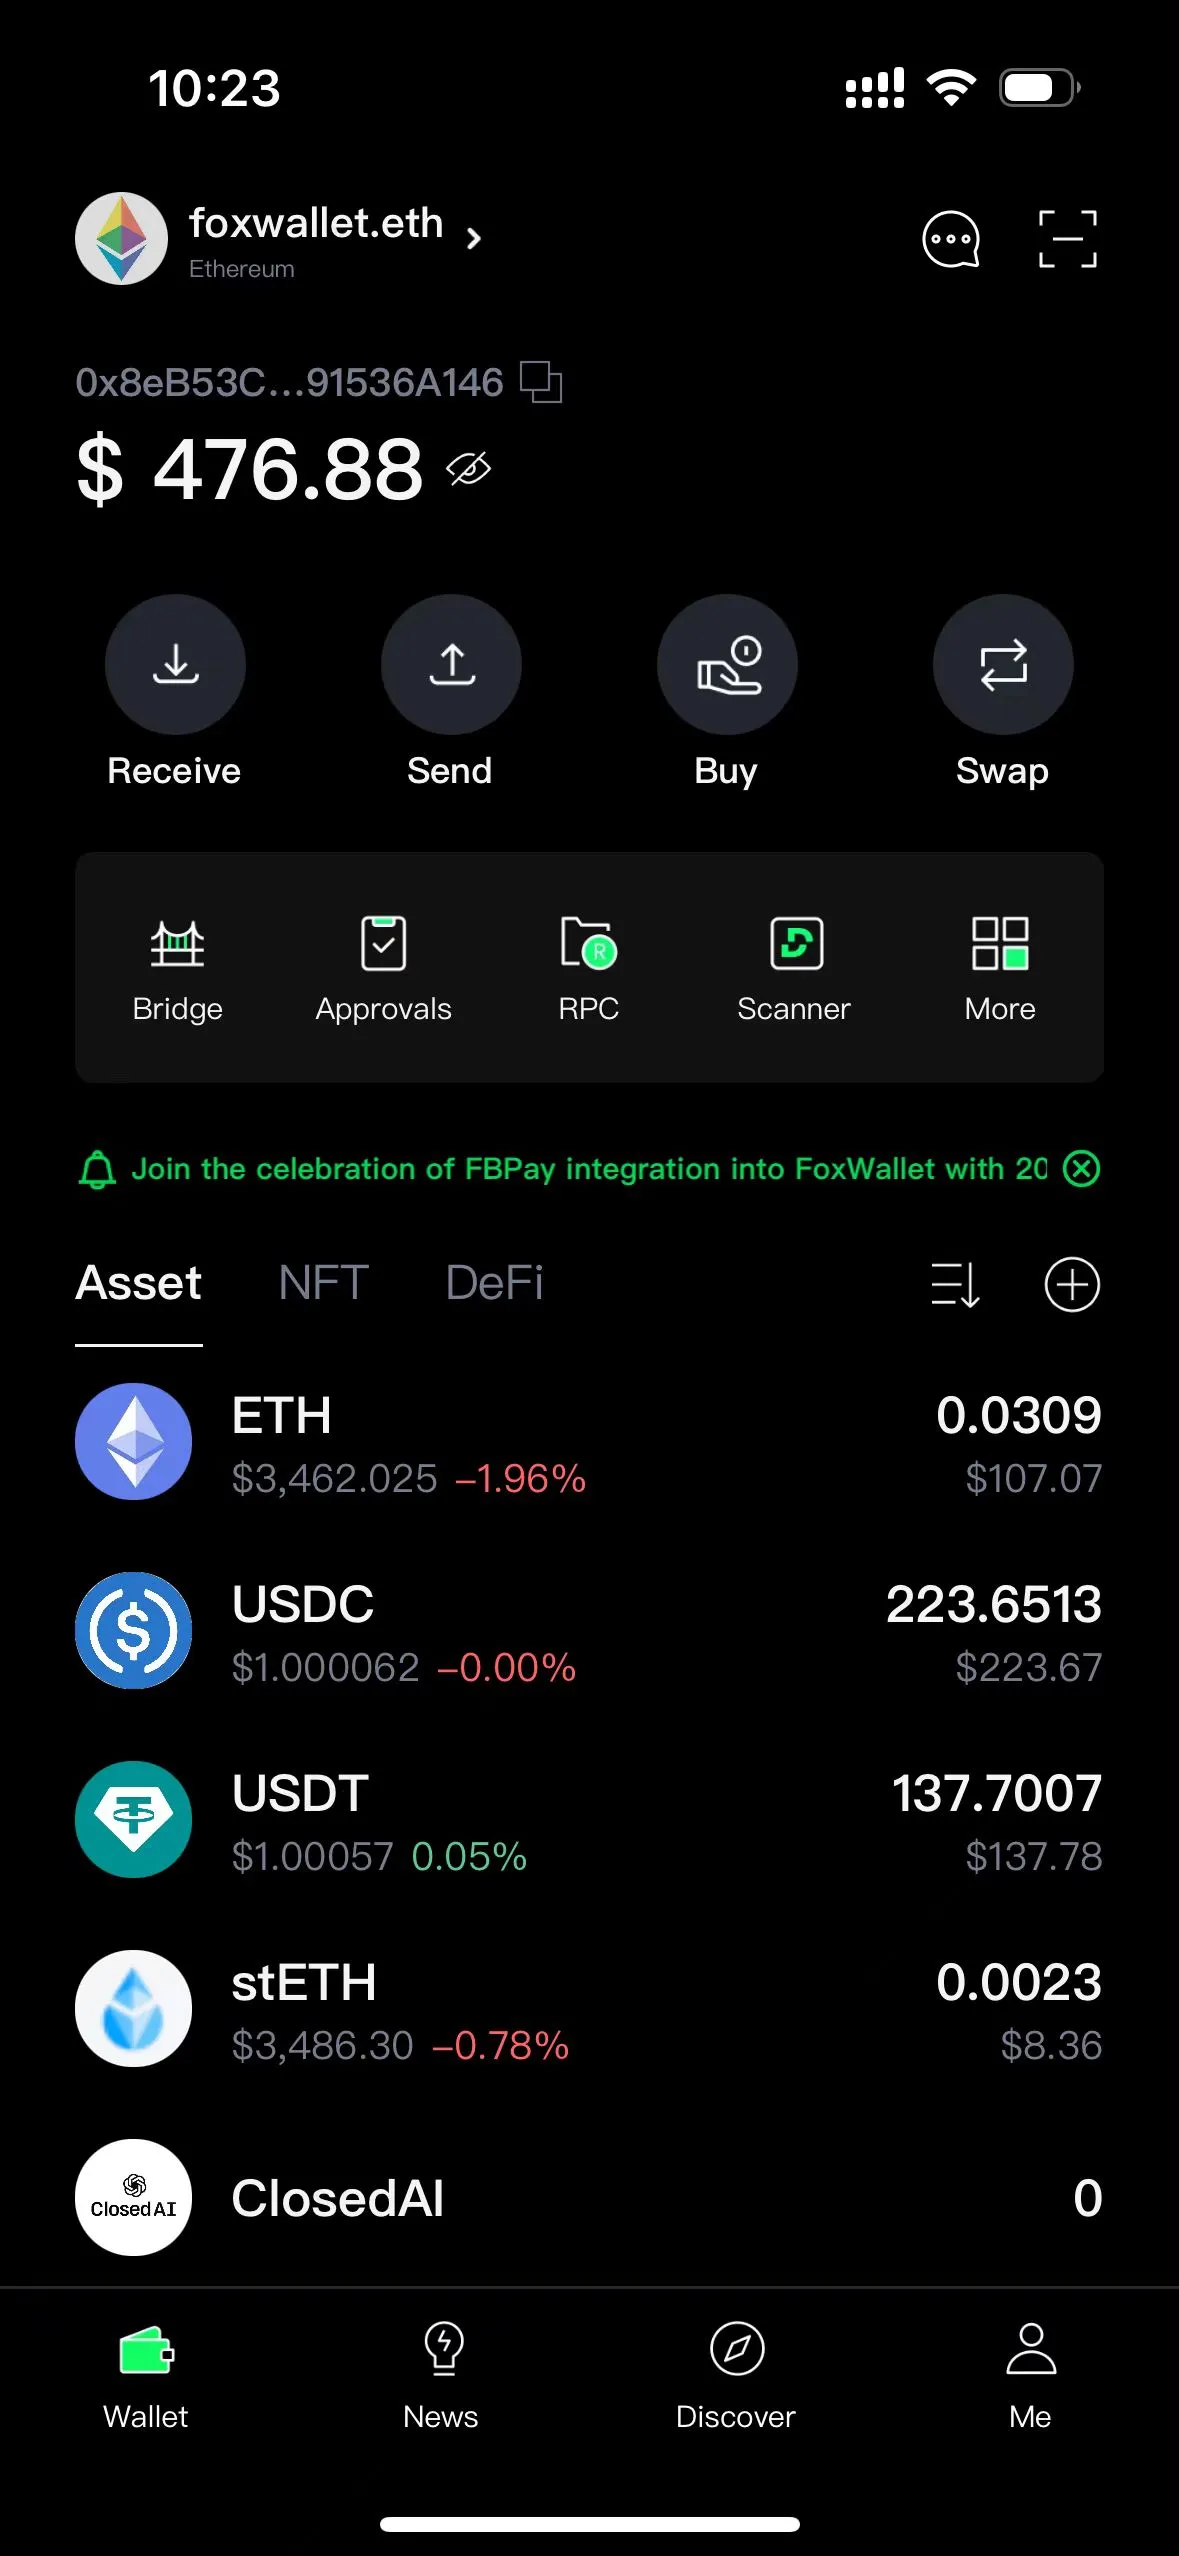 10:23
foxwallet.eth
Ethereum
0x8eB53C...91536A146
$ 476.88
Receive Send Buy Swap
R
Bridge Approvals RPC Scanner More
Join the celebration of FBPay integration into FoxWallet with 20
Asset NFT DeFi
ETH 0.0309
$3,462.025 –1.96% $107.07
USDC 223.6513
$1.000062 –0.00% $223.67
USDT 137.7007
$1.00057 0.05% $137.78
stETH 0.0023
$3,486.30 –0.78% $8.36
ClosedAI
ClosedAI 0
Wallet News Discover Me